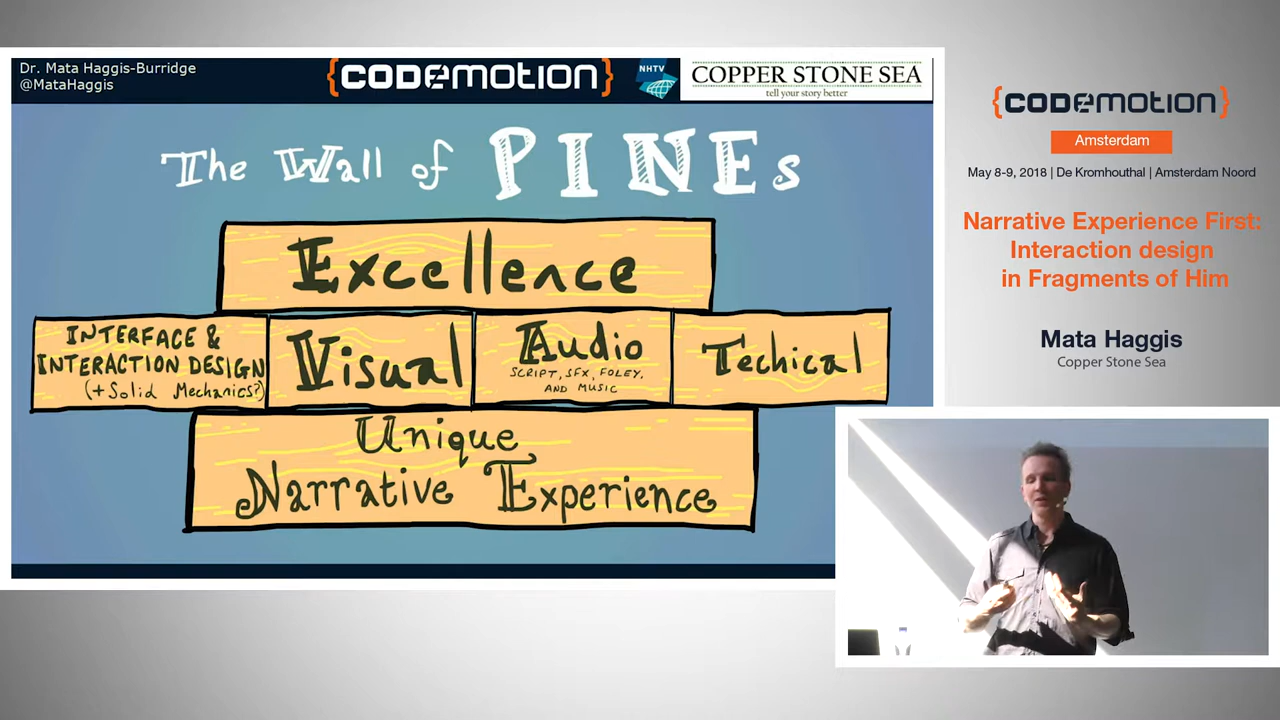 Dr. Mata Haggis-Burridge
@MataHaggis
{CODEMOTION}
NHTV
COPPER STONE SEA
tell your story better
The Wall of PINEs
Excellence
INTERFACE &
INTERACTION DESIGN
(+Solid Mechanics?)
Visual
Audio
SCRIPT, SFX, FOLEY,
AND MUSIC
Techical
Unique
Narrative Experience
{CODEMOTION}
Amsterdam
May 8-9, 2018 | De Kromhouthal | Amsterdam Noord
Narrative Experience First:
Interaction design
in Fragments of Him
Mata Haggis
Copper Stone Sea